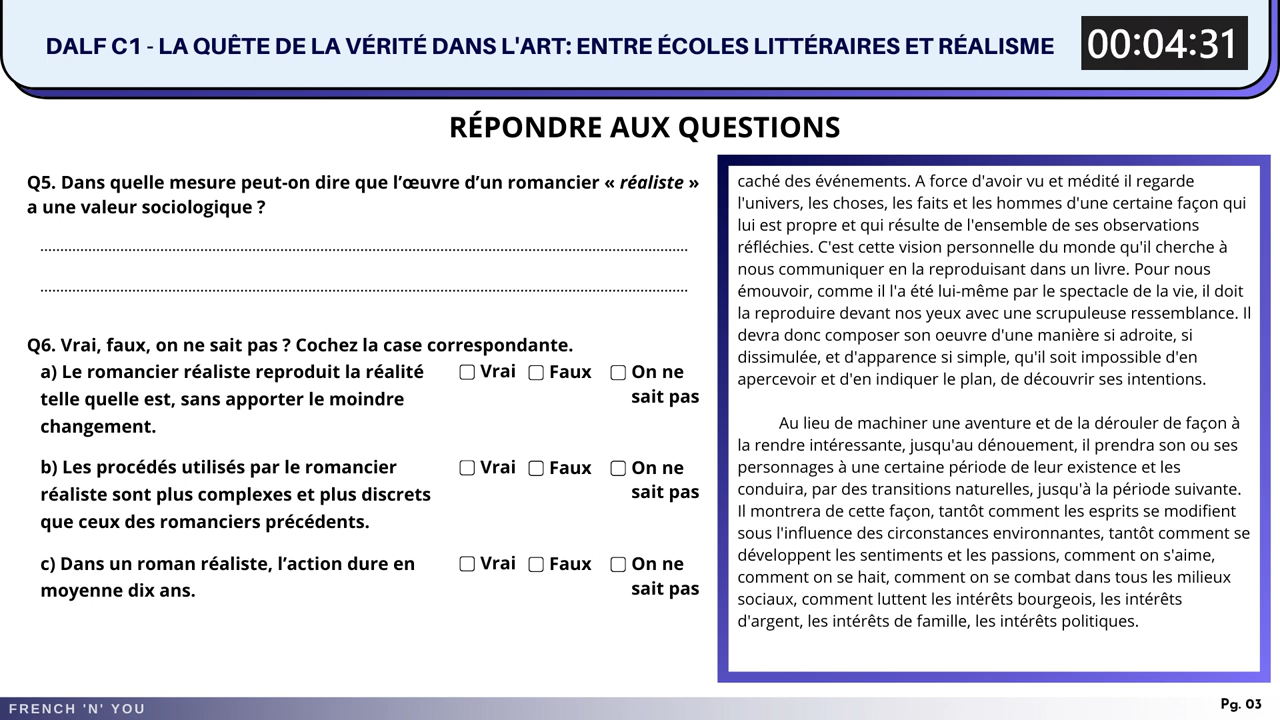 DALF C1 - LA QUÊTE DE LA VÉRITÉ DANS L'ART: ENTRE ÉCOLES LITTÉRAIRES ET RÉALISME
00:04:31
RÉPONDRE AUX QUESTIONS
Q5. Dans quelle mesure peut-on dire que l’œuvre d’un romancier « réaliste »
a une valeur sociologique ?
Q6. Vrai, faux, on ne sait pas ? Cochez la case correspondante.
a) Le romancier réaliste reproduit la réalité
telle quelle est, sans apporter le moindre
changement.
Vrai
Faux
On ne
sait pas
b) Les procédés utilisés par le romancier
réaliste sont plus complexes et plus discrets
que ceux des romanciers précédents.
Vrai
Faux
On ne
sait pas
c) Dans un roman réaliste, l’action dure en
moyenne dix ans.
Vrai
Faux
On ne
sait pas
caché des événements. A force d'avoir vu et médité il regarde
l'univers, les choses, les faits et les hommes d'une certaine façon qui
lui est propre et qui résulte de l'ensemble de ses observations
réfléchies. C'est cette vision personnelle du monde qu'il cherche à
nous communiquer en la reproduisant dans un livre. Pour nous
émouvoir, comme il l'a été lui-même par le spectacle de la vie, il doit
la reproduire devant nos yeux avec une scrupuleuse ressemblance. Il
devra donc composer son oeuvre d'une manière si adroite, si
dissimulée, et d'apparence si simple, qu'il soit impossible d'en
apercevoir et d'en indiquer le plan, de découvrir ses intentions.
Au lieu de machiner une aventure et de la dérouler de façon à
la rendre intéressante, jusqu'au dénouement, il prendra son ou ses
personnages à une certaine période de leur existence et les
conduira, par des transitions naturelles, jusqu'à la période suivante.
Il montrera de cette façon, tantôt comment les esprits se modifient
sous l'influence des circonstances environnantes, tantôt comment se
développent les sentiments et les passions, comment on s'aime,
comment on se hait, comment on se combat dans tous les milieux
sociaux, comment luttent les intérêts bourgeois, les intérêts
d'argent, les intérêts de famille, les intérêts politiques.
FRENCH 'N' YOU
Pg. 03